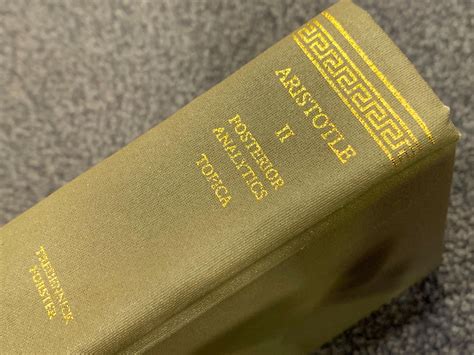 ARISTOTLE
II
POSTERIOR
ANALYTICS
TOPICA
TREDENNICK
FORSTER